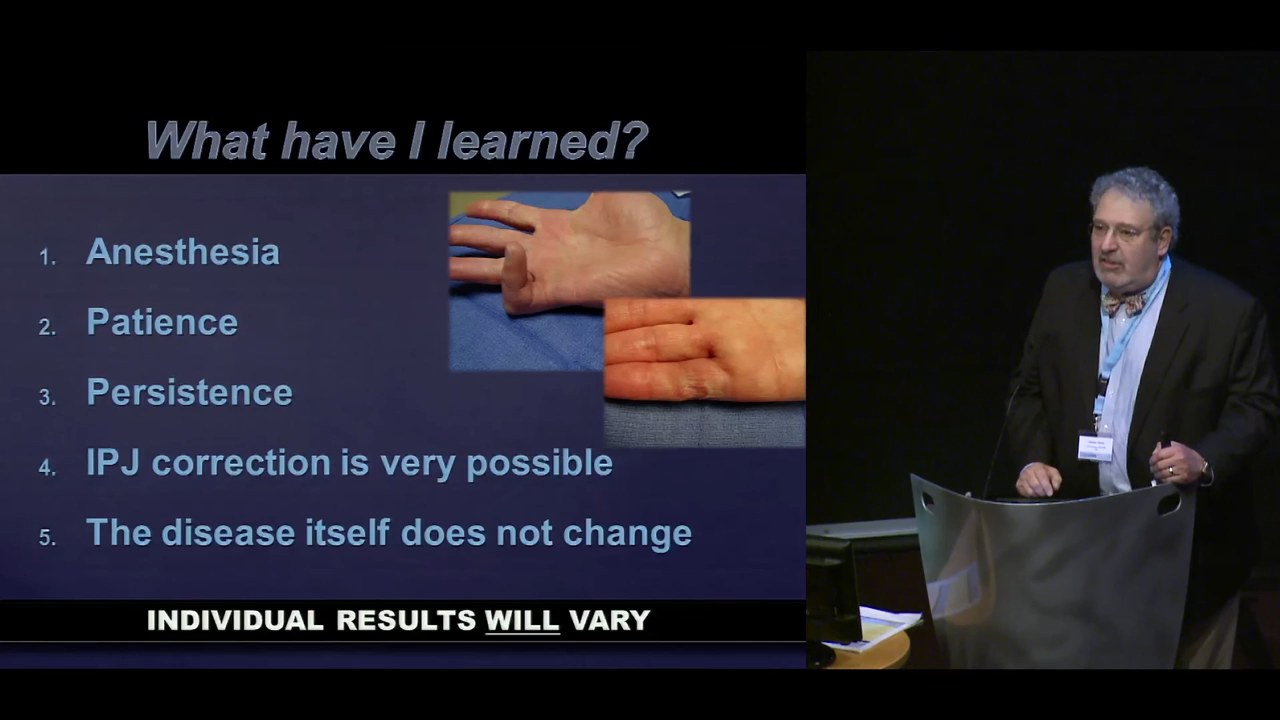 What have I learned?
1. Anesthesia
2. Patience
3. Persistence
4. IPJ correction is very possible
5. The disease itself does not change
INDIVIDUAL RESULTS WILL VARY